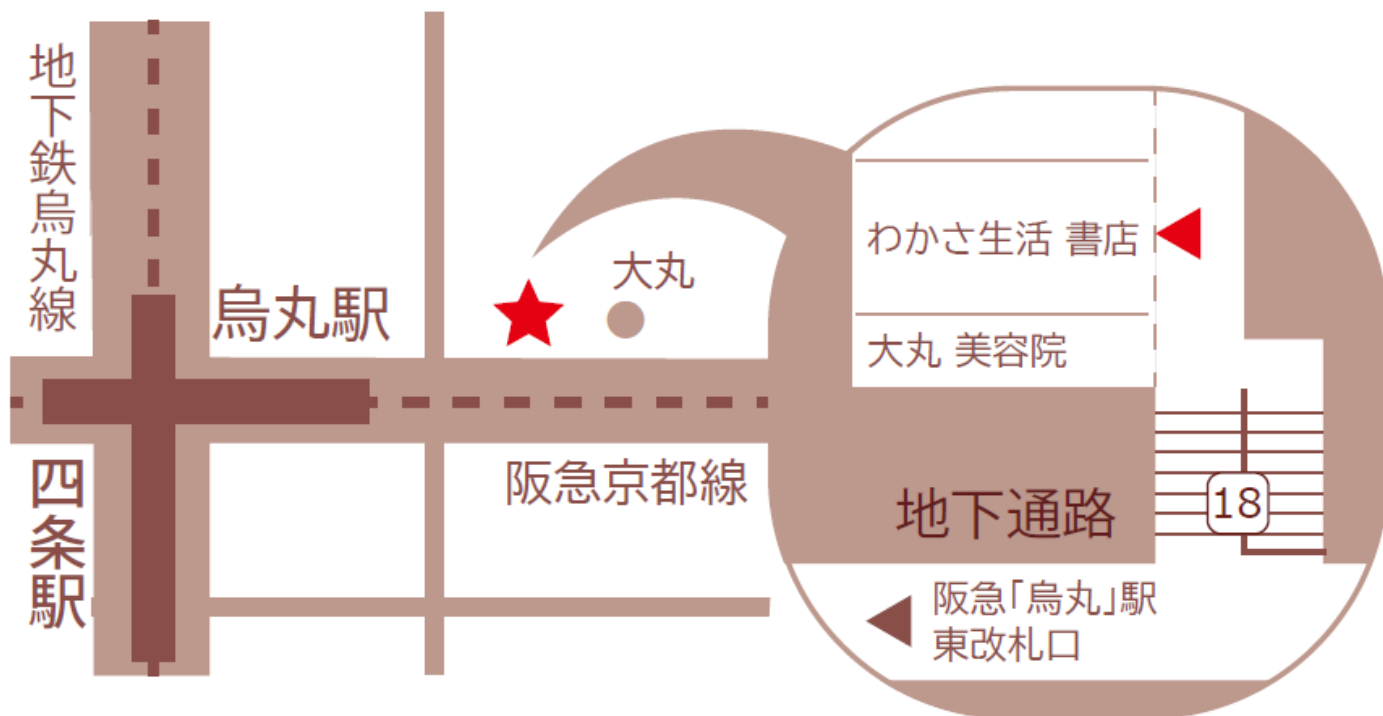 地下鉄烏丸線
烏丸駅
四条駅
大丸
阪急京都線
わかさ生活 書店
大丸 美容院
地下通路
18
阪急「烏丸」駅
東改札口